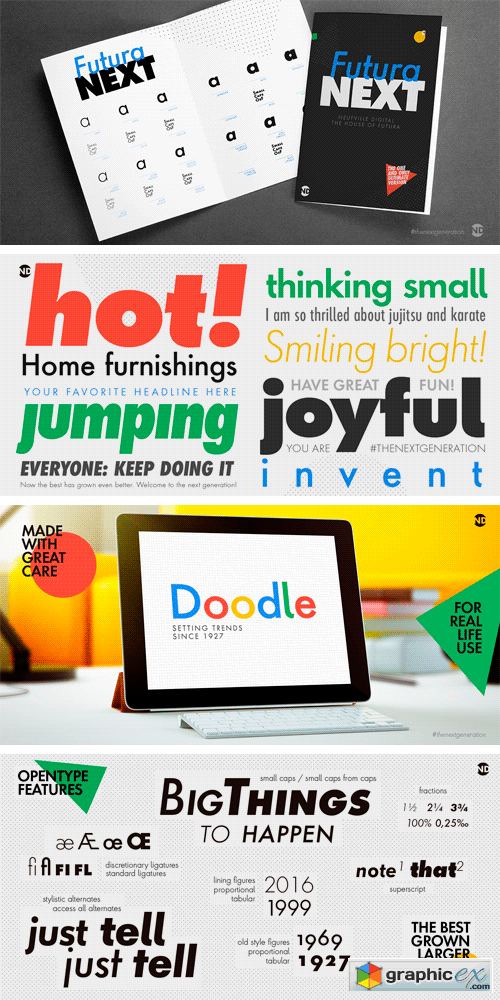 Futura
NEXT
a a a
Small Caps Osf
Futura
NEXT
NEUFVILLE DIGITAL
THE HOUSE OF FUTURA
THE ONE
AND ONLY
ULTIMATE
VERSION
ND
#thenextgeneration ND
ND
hot!
Home furnishings
YOUR FAVORITE HEADLINE HERE
jumping
EVERYONE: KEEP DOING IT
Now the best has grown even better. Welcome to the next generation!
thinking small
I am so thrilled about jujitsu and karate
Smiling bright!
HAVE GREAT FUN!
joyful
YOU ARE #THENEXTGENERATION
invent
MADE
WITH
GREAT
CARE
ND
Doodle
SETTING TRENDS
SINCE 1927
FOR
REAL
LIFE
USE
#thenextgeneration
OPENTYPE
FEATURES
ND
small caps / small caps from caps
BIGTHINGS
TO HAPPEN
fractions
1½ 2¼ 3¾
100% 0,25‰
æ Æ œ Œ
fi fl FI FL
discretionary ligatures
standard ligatures
note1 that2
superscript
lining figures
proportional
tabular
2016
1999
stylistic alternates
access all alternates
just tell
just tell
old style figures
proportional
tabular
1969
1927
THE BEST
GROWN
LARGER
graphicex.com